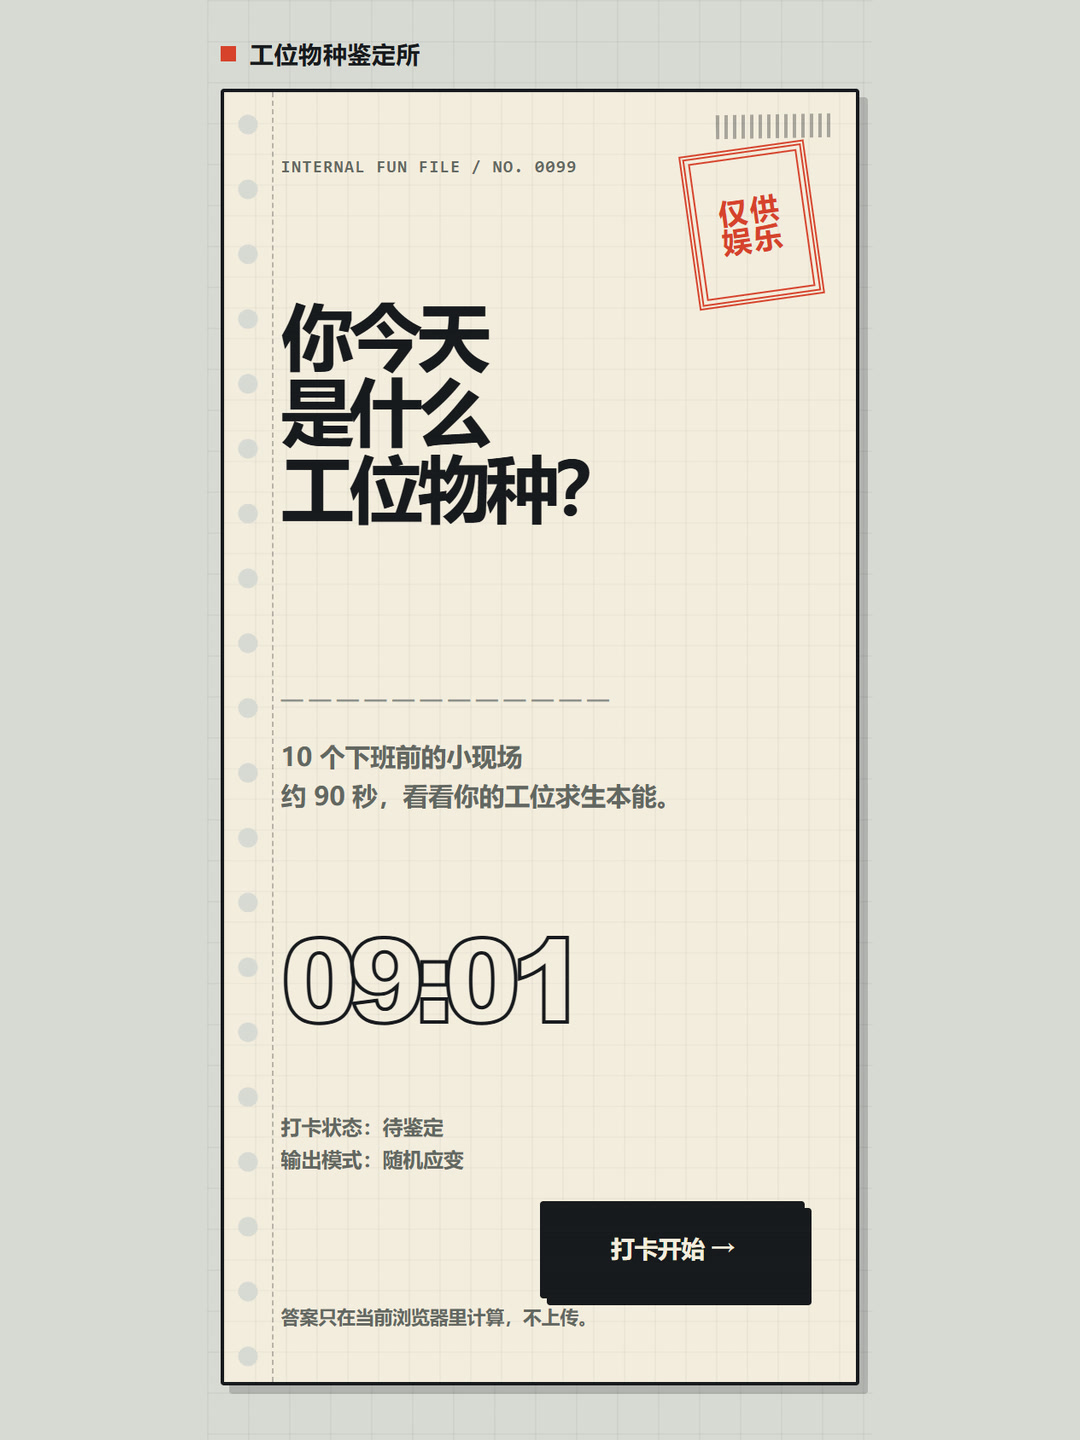 工位物种鉴定所
INTERNAL FUN FILE / NO. 0099
仅供
娱乐
你今天
是什么
工位物种?
10 个下班前的小现场
约 90 秒，看看你的工位求生本能。
09:01
打卡状态：待鉴定
输出模式：随机应变
打卡开始 →
答案只在当前浏览器里计算，不上传。